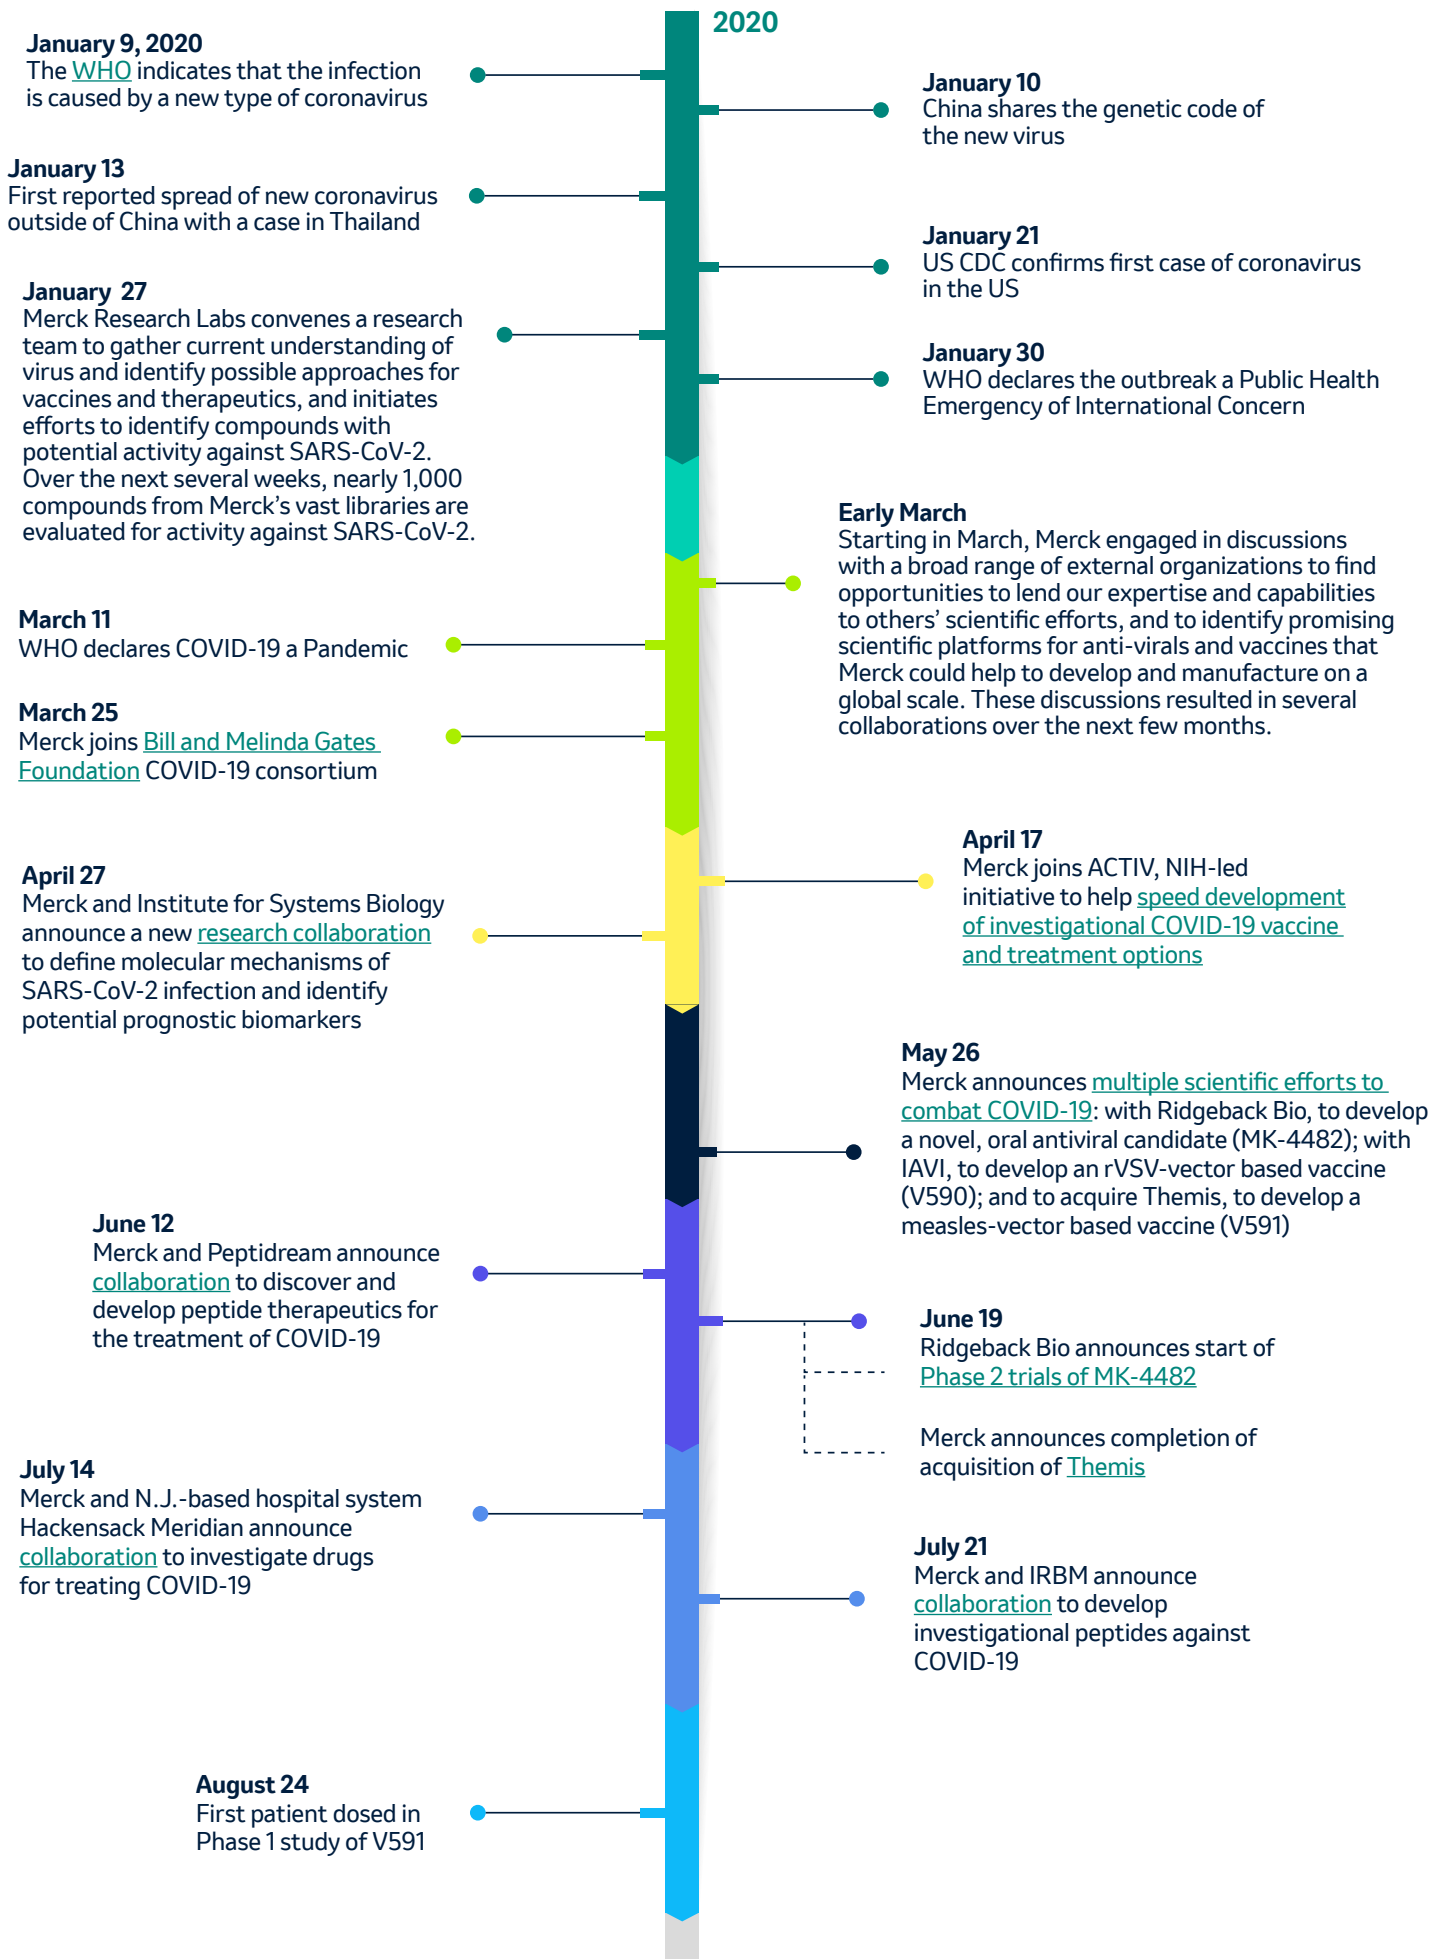 2020
January 9, 2020
The WHO indicates that the infection
is caused by a new type of coronavirus
January 10
China shares the genetic code of
the new virus
January 13
First reported spread of new coronavirus
outside of China with a case in Thailand
January 21
US CDC confirms first case of coronavirus
in the US
January 27
Merck Research Labs convenes a research
team to gather current understanding of
virus and identify possible approaches for
vaccines and therapeutics, and initiates
efforts to identify compounds with
potential activity against SARS-CoV-2.
Over the next several weeks, nearly 1,000
compounds from Merck's vast libraries are
evaluated for activity against SARS-CoV-2.
January 30
WHO declares the outbreak a Public Health
Emergency of International Concern
Early March
Starting in March, Merck engaged in discussions
with a broad range of external organizations to find
opportunities to lend our expertise and capabilities
to others' scientific efforts, and to identify promising
scientific platforms for anti-virals and vaccines that
Merck could help to develop and manufacture on a
global scale. These discussions resulted in several
collaborations over the next few months.
March 11
WHO declares COVID-19 a Pandemic
March 25
Merck joins Bill and Melinda Gates
Foundation COVID-19 consortium
April 17
Merck joins ACTIV, NIH-led
initiative to help speed development
of investigational COVID-19 vaccine
and treatment options
April 27
Merck and Institute for Systems Biology
announce a new research collaboration
to define molecular mechanisms of
SARS-CoV-2 infection and identify
potential prognostic biomarkers
May 26
Merck announces multiple scientific efforts to
combat COVID-19: with Ridgeback Bio, to develop
a novel, oral antiviral candidate (MK-4482); with
IAVI, to develop an rVSV-vector based vaccine
(V590); and to acquire Themis, to develop a
measles-vector based vaccine (V591)
June 12
Merck and Peptidream announce
collaboration to discover and
develop peptide therapeutics for
the treatment of COVID-19
June 19
Ridgeback Bio announces start of
Phase 2 trials of MK-4482
Merck announces completion of
acquisition of Themis
July 14
Merck and N.J.-based hospital system
Hackensack Meridian announce
collaboration to investigate drugs
for treating COVID-19
July 21
Merck and IRBM announce
collaboration to develop
investigational peptides against
COVID-19
August 24
First patient dosed in
Phase 1 study of V591